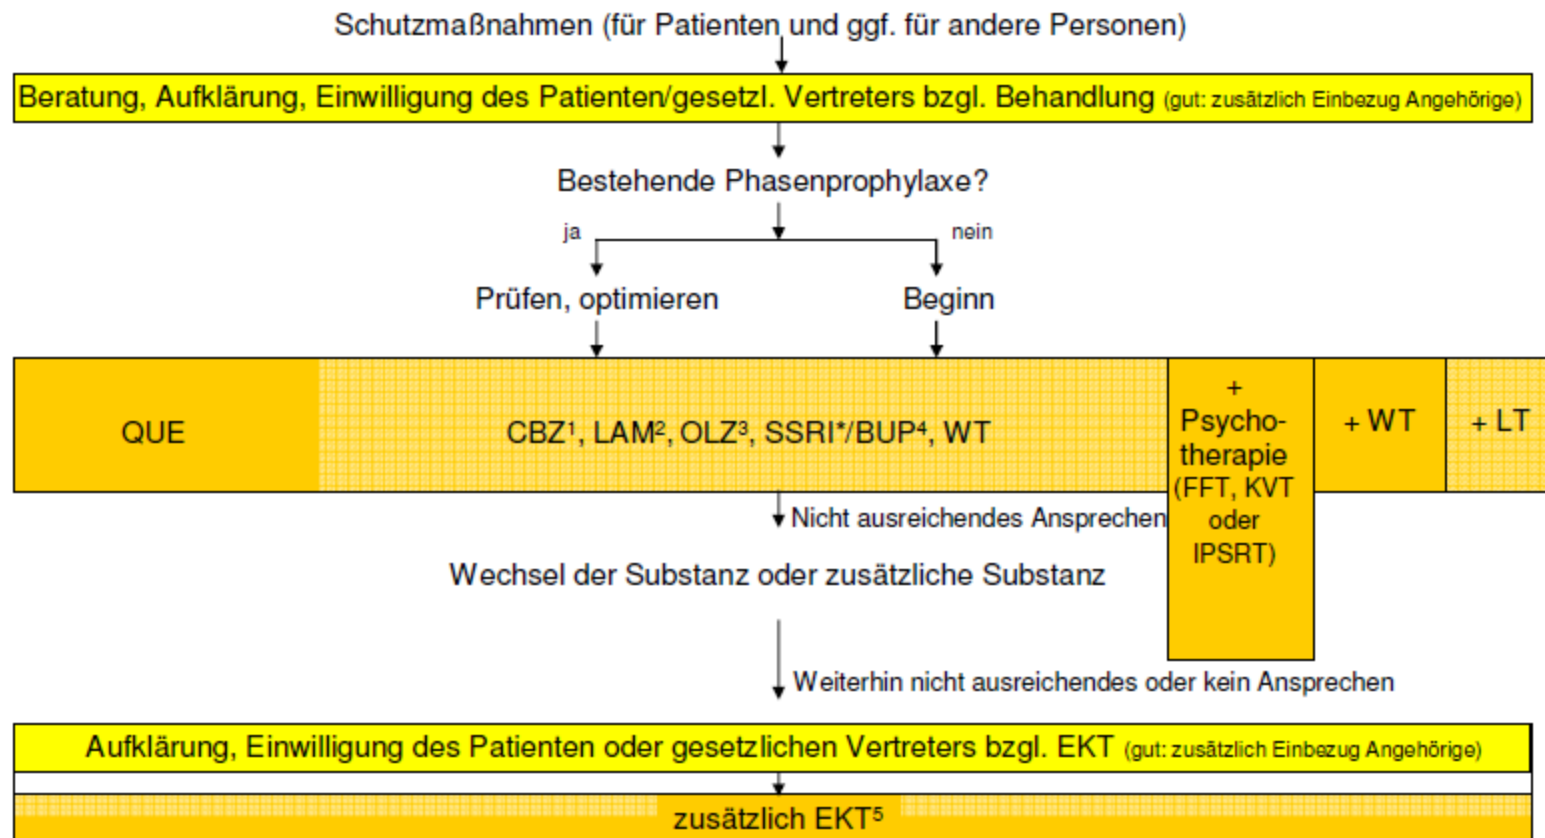 Schutzmaßnahmen (für Patienten und ggf. für andere Personen)
Beratung, Aufklärung, Einwilligung des Patienten/gesetzl. Vertreters bzgl. Behandlung (gut: zusätzlich Einbezug Angehörige)
Bestehende Phasenprophylaxe?
ja
nein
Prüfen, optimieren
Beginn
QUE
CBZ¹, LAM², OLZ³, SSRI*/BUP⁴, WT
+
Psycho-
therapie
(FFT, KVT
oder
IPSRT)
+ WT
+ LT
Nicht ausreichendes Ansprechen
Wechsel der Substanz oder zusätzliche Substanz
Weiterhin nicht ausreichendes oder kein Ansprechen
Aufklärung, Einwilligung des Patienten oder gesetzlichen Vertreters bzgl. EKT (gut: zusätzlich Einbezug Angehörige)
zusätzlich EKT⁵